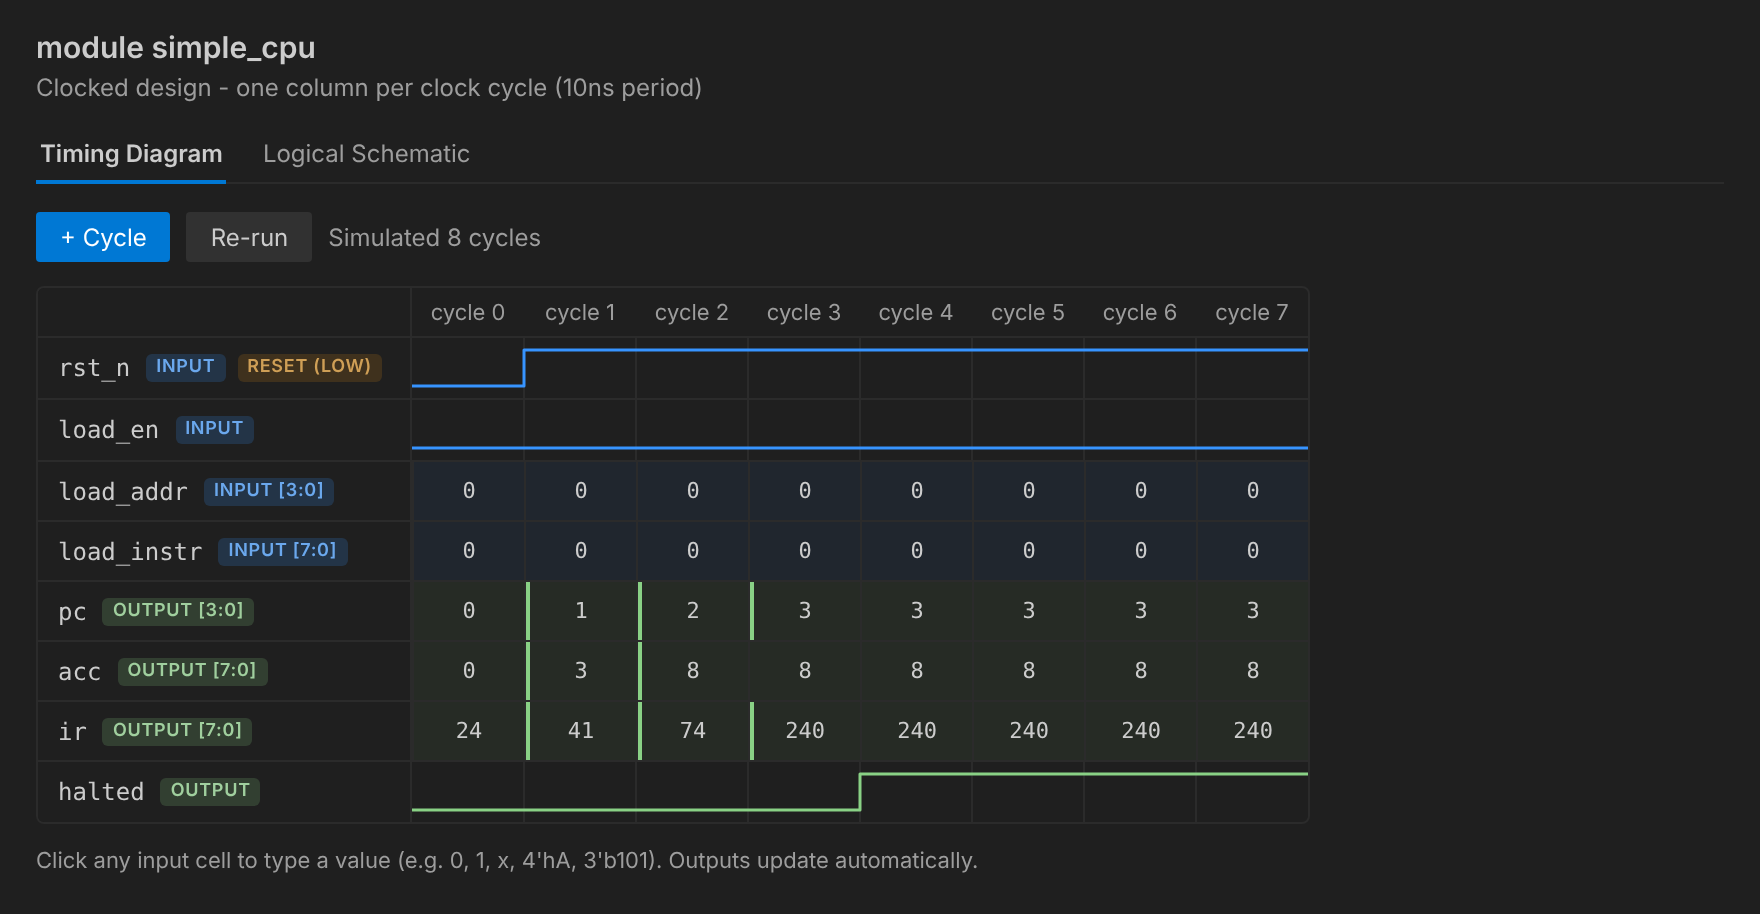 module simple_cpu
Clocked design - one column per clock cycle (10ns period)
Timing Diagram Logical Schematic
+ Cycle Re-run Simulated 8 cycles
cycle 0 cycle 1 cycle 2 cycle 3 cycle 4 cycle 5 cycle 6 cycle 7
rst_n INPUT RESET (LOW)
load_en INPUT
load_addr INPUT [3:0] 0 0 0 0 0 0 0 0
load_instr INPUT [7:0] 0 0 0 0 0 0 0 0
pc OUTPUT [3:0] 0 1 2 3 3 3 3 3
acc OUTPUT [7:0] 0 3 8 8 8 8 8 8
ir OUTPUT [7:0] 24 41 74 240 240 240 240 240
halted OUTPUT
Click any input cell to type a value (e.g. 0, 1, x, 4'hA, 3'b101). Outputs update automatically.